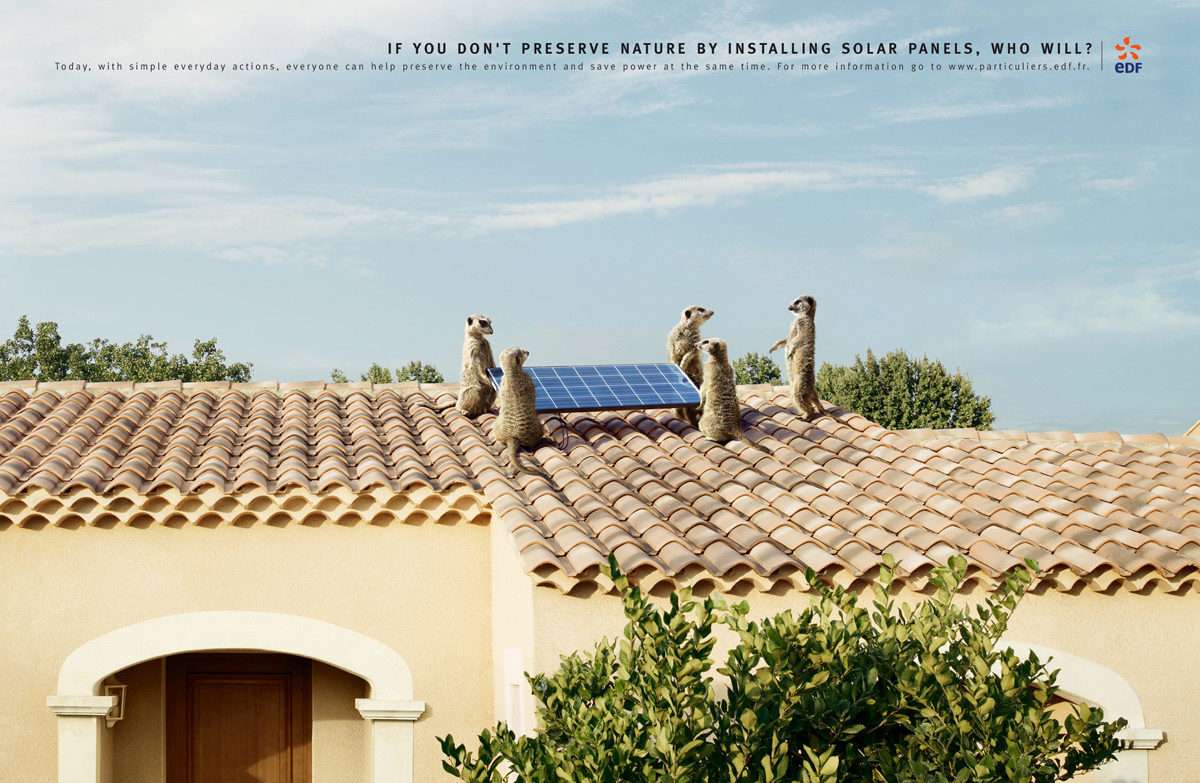 IF YOU DON'T PRESERVE NATURE BY INSTALLING SOLAR PANELS, WHO WILL?
Today, with simple everyday actions, everyone can help preserve the environment and save power at the same time. For more information go to www.particuliers.edf.fr.
eDF